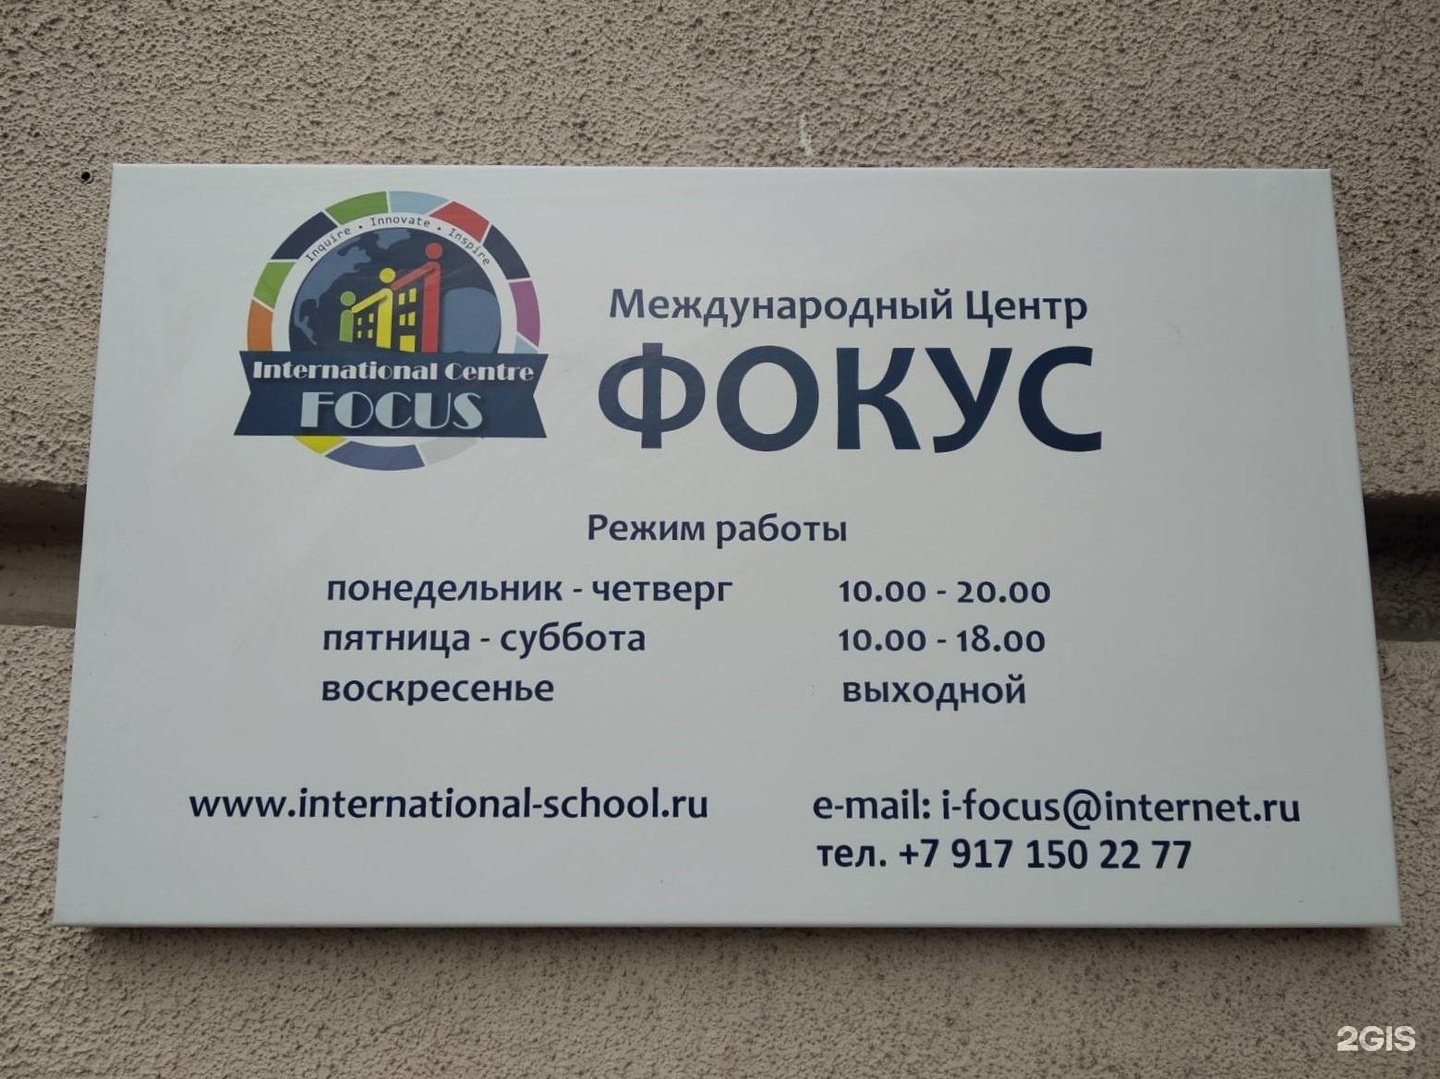 Inquire • Innovate • Inspire
International Centre
FOCUS
Международный Центр
ФОКУС
Режим работы
понедельник - четверг 10.00 - 20.00
пятница - суббота 10.00 - 18.00
воскресенье выходной
www.international-school.ru
e-mail: i-focus@internet.ru
тел. +7 917 150 22 77
2GIS